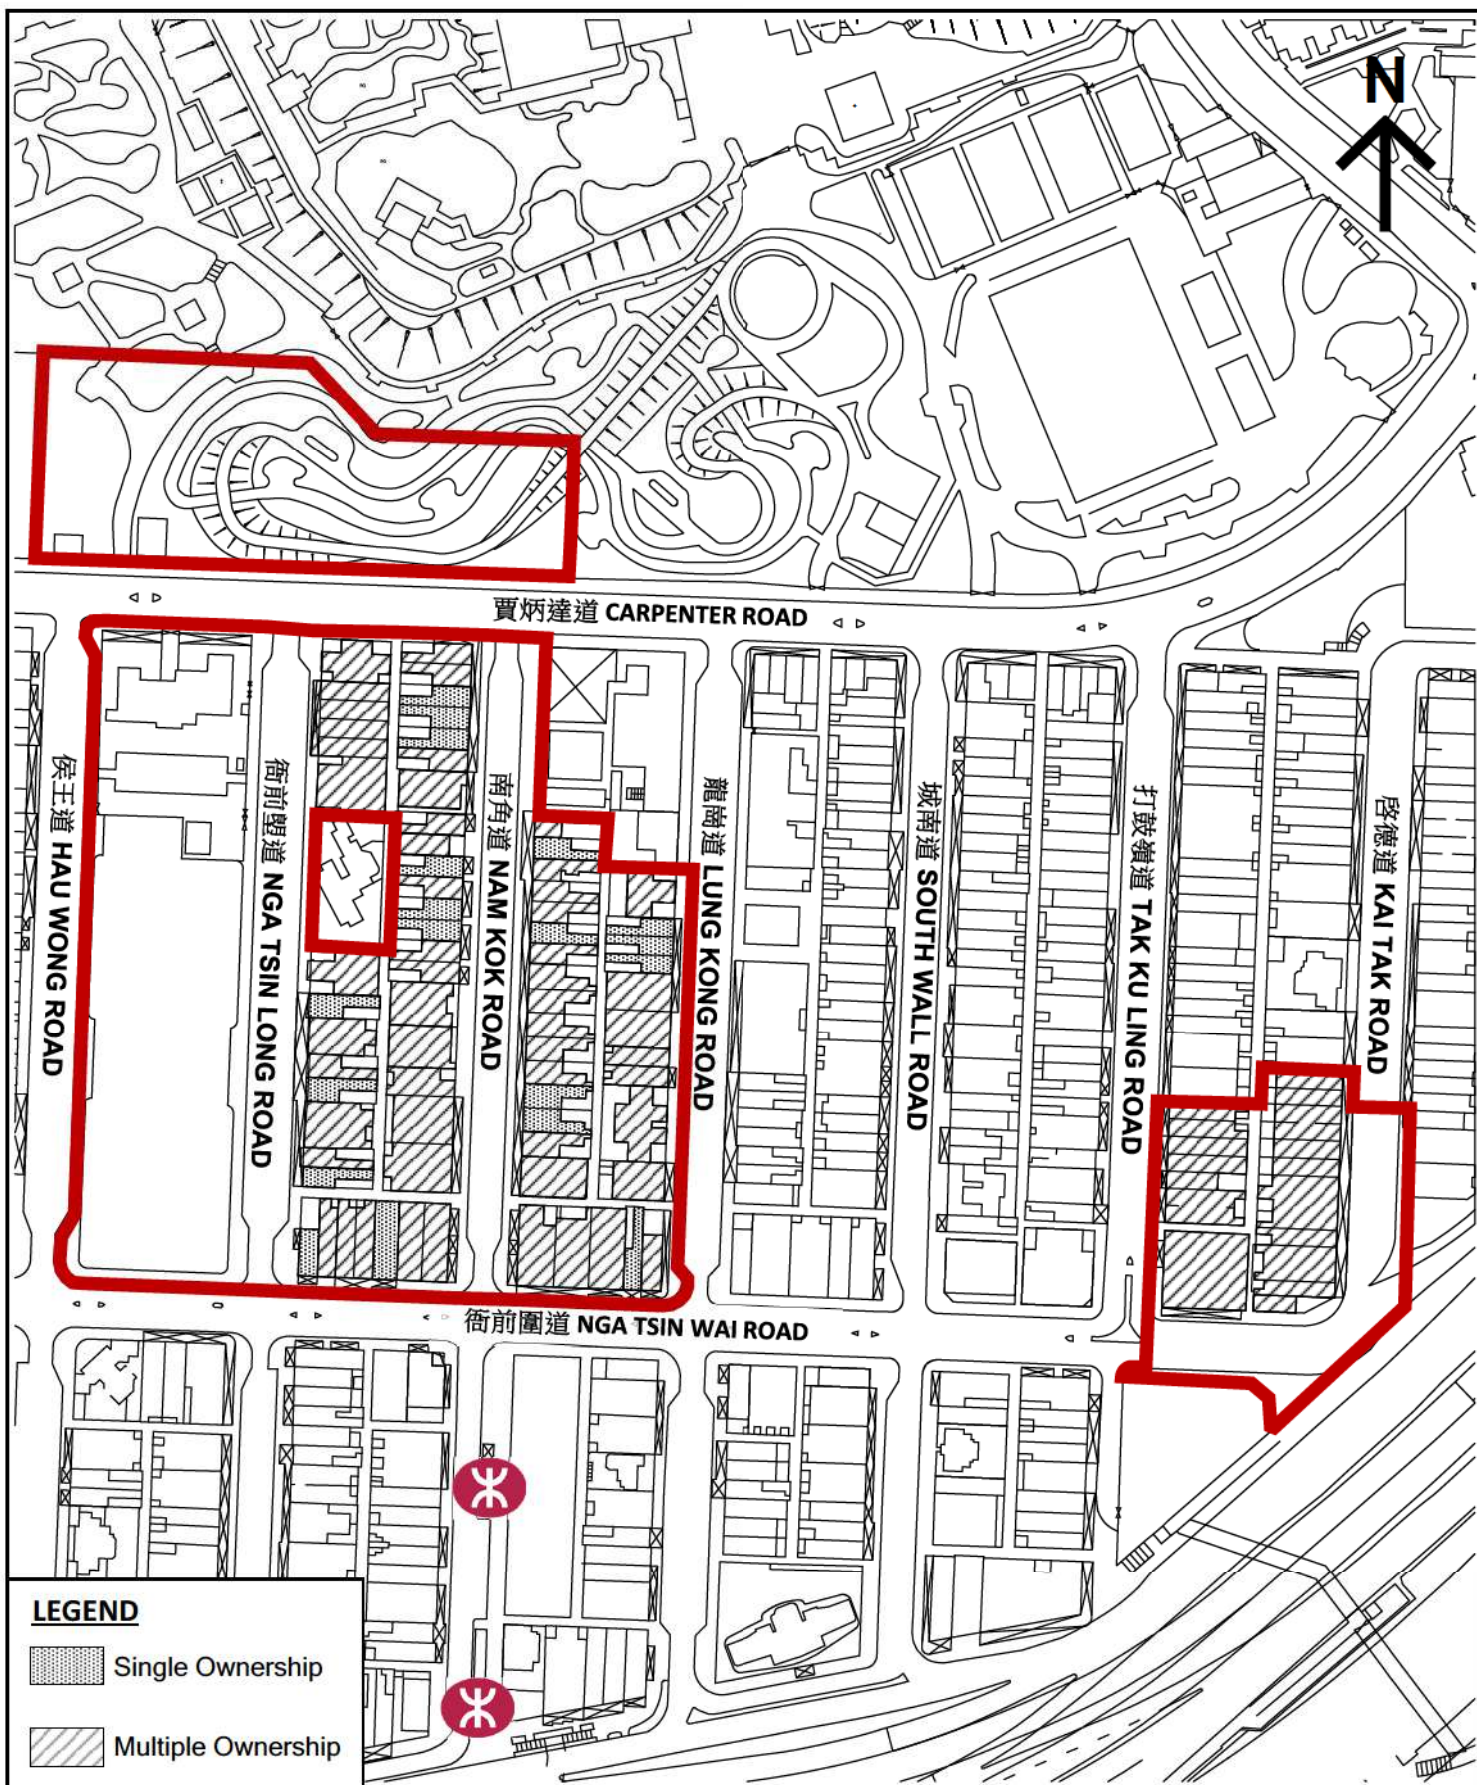 N
賈炳達道 CARPENTER ROAD
侯王道 HAU WONG ROAD
衙前塱道 NGA TSIN LONG ROAD
南角道 NAM KOK ROAD
龍崗道 LUNG KONG ROAD
城南道 SOUTH WALL ROAD
打鼓嶺道 TAK KU LING ROAD
啓德道 KAI TAK ROAD
衙前圍道 NGA TSIN WAI ROAD
LEGEND
Single Ownership
Multiple Ownership